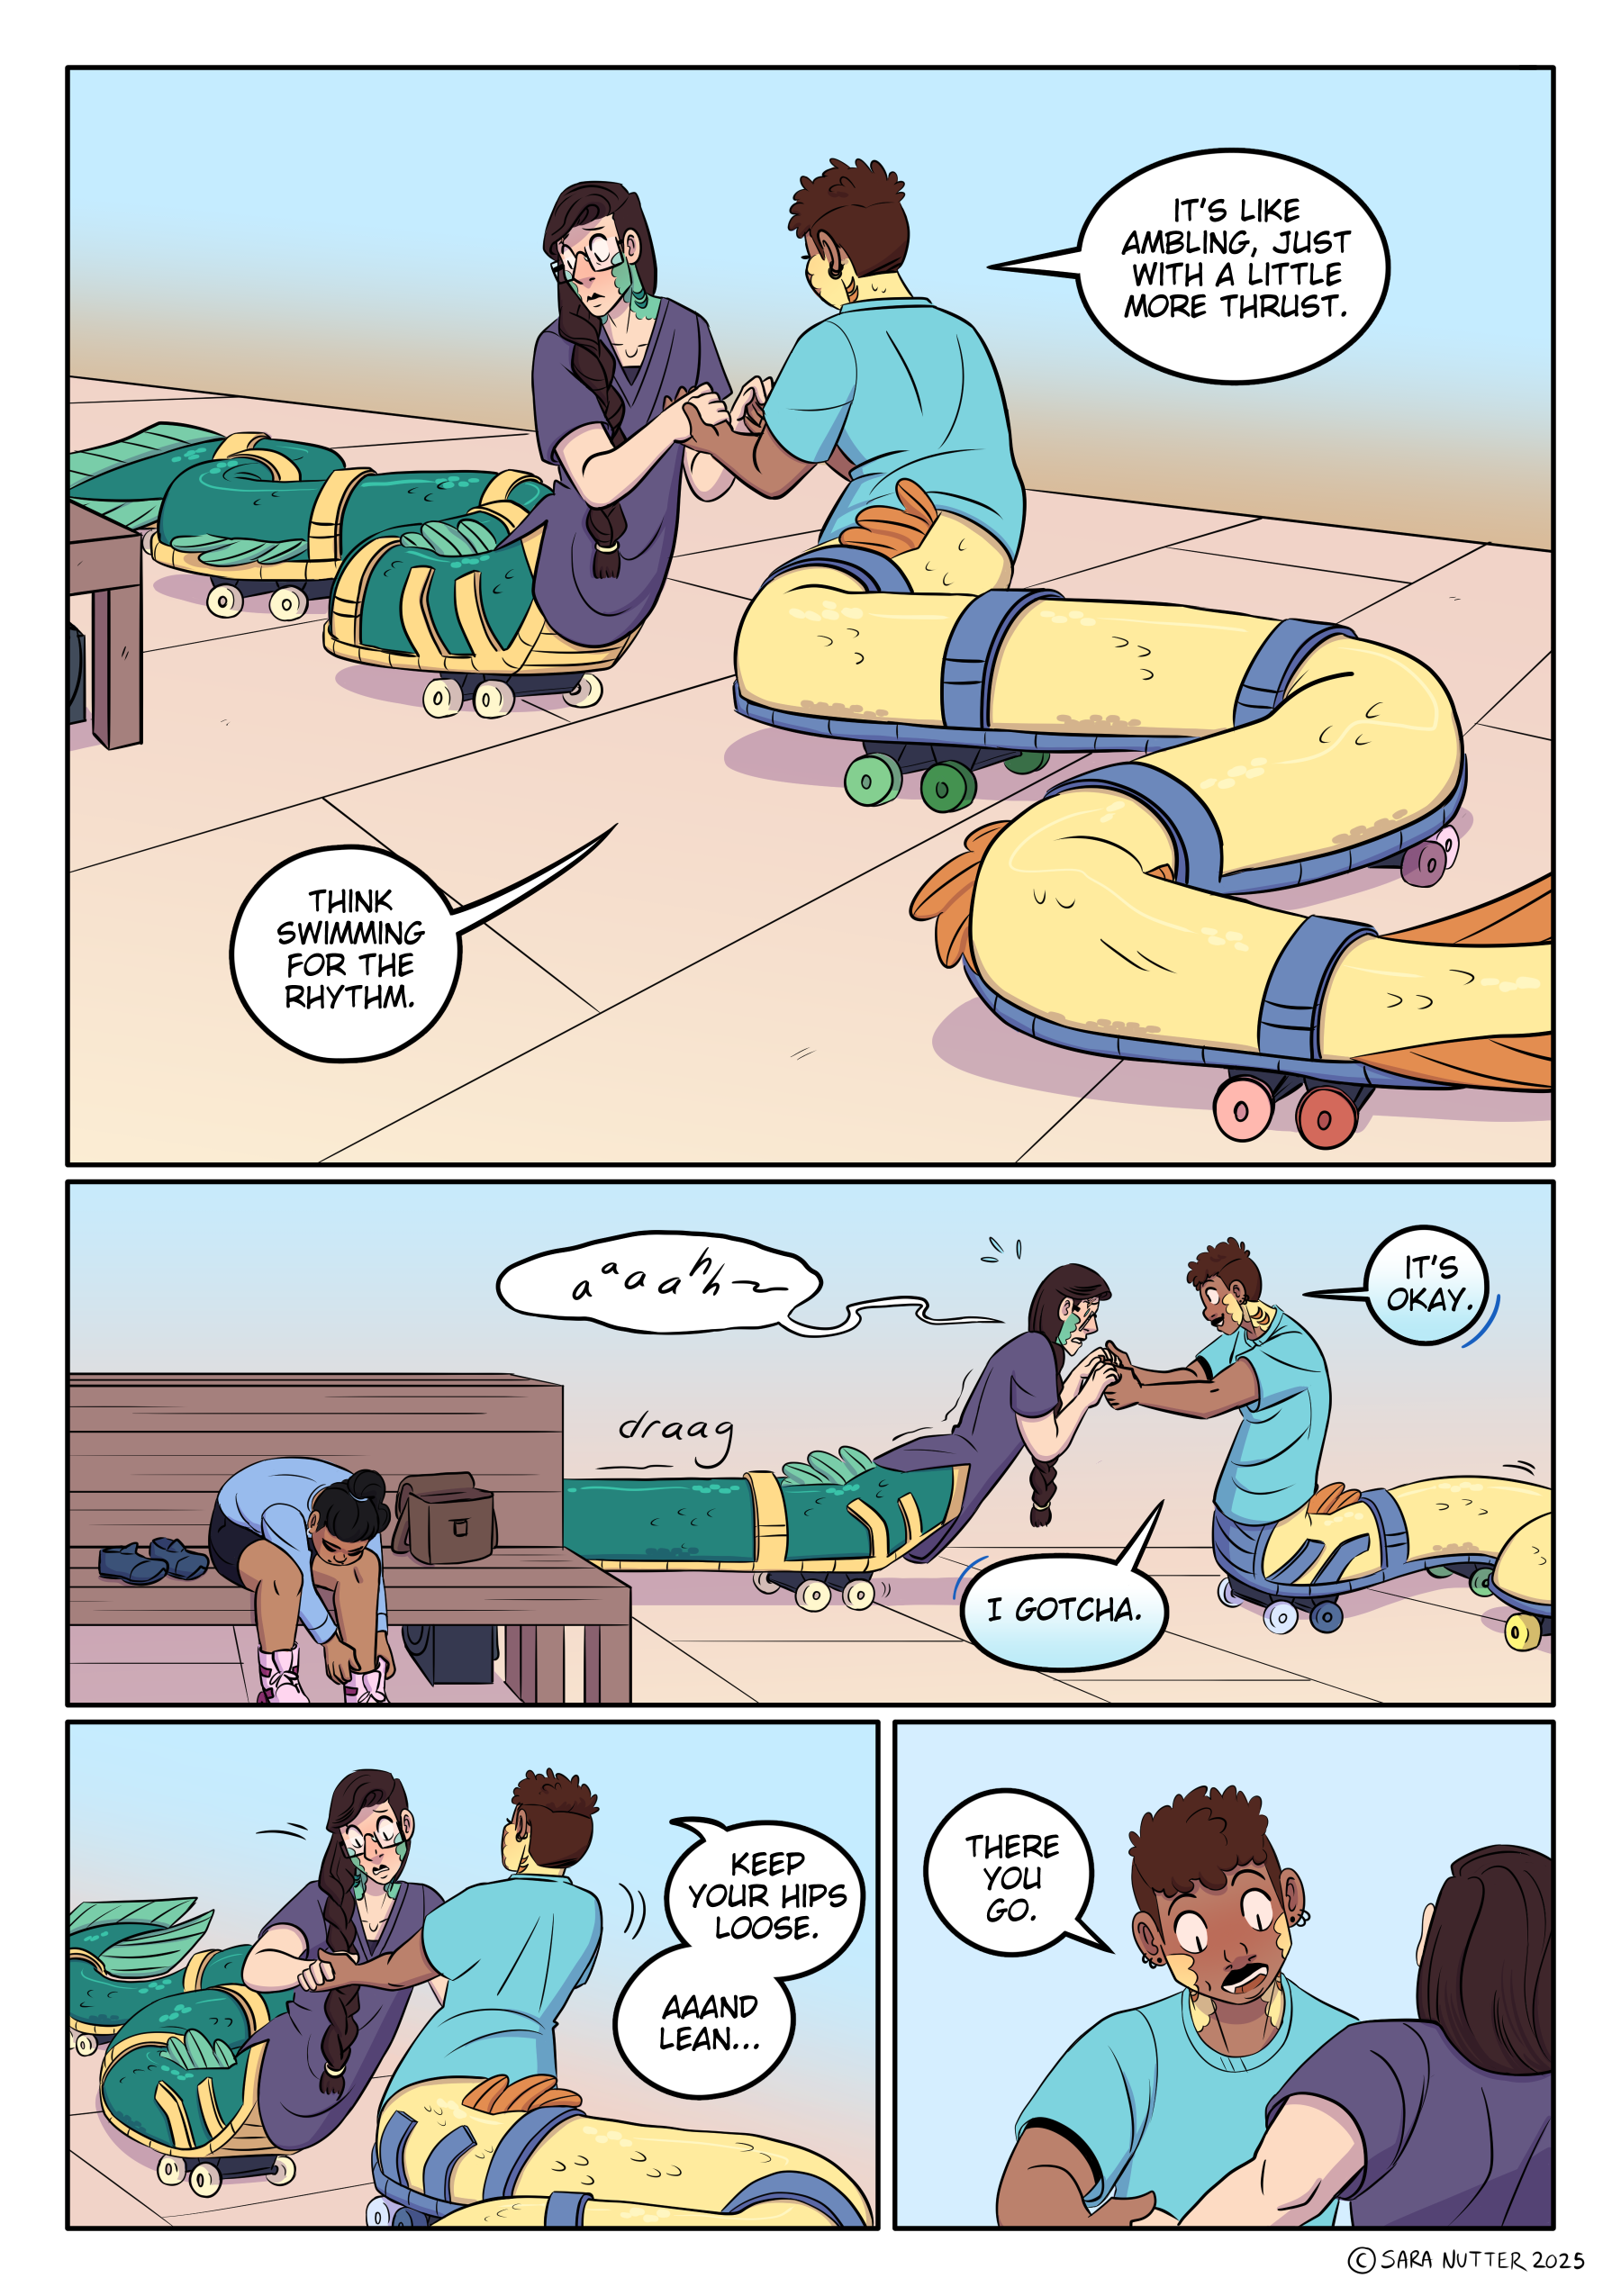 IT'S LIKE
AMBLING, JUST
WITH A LITTLE
MORE THRUST.
THINK
SWIMMING
FOR THE
RHYTHM.
aaaahh~
IT'S
OKAY.
draag
I GOTCHA.
KEEP
YOUR HIPS
LOOSE.
AAAND
LEAN...
THERE
YOU
GO.
© SARA NUTTER 2025